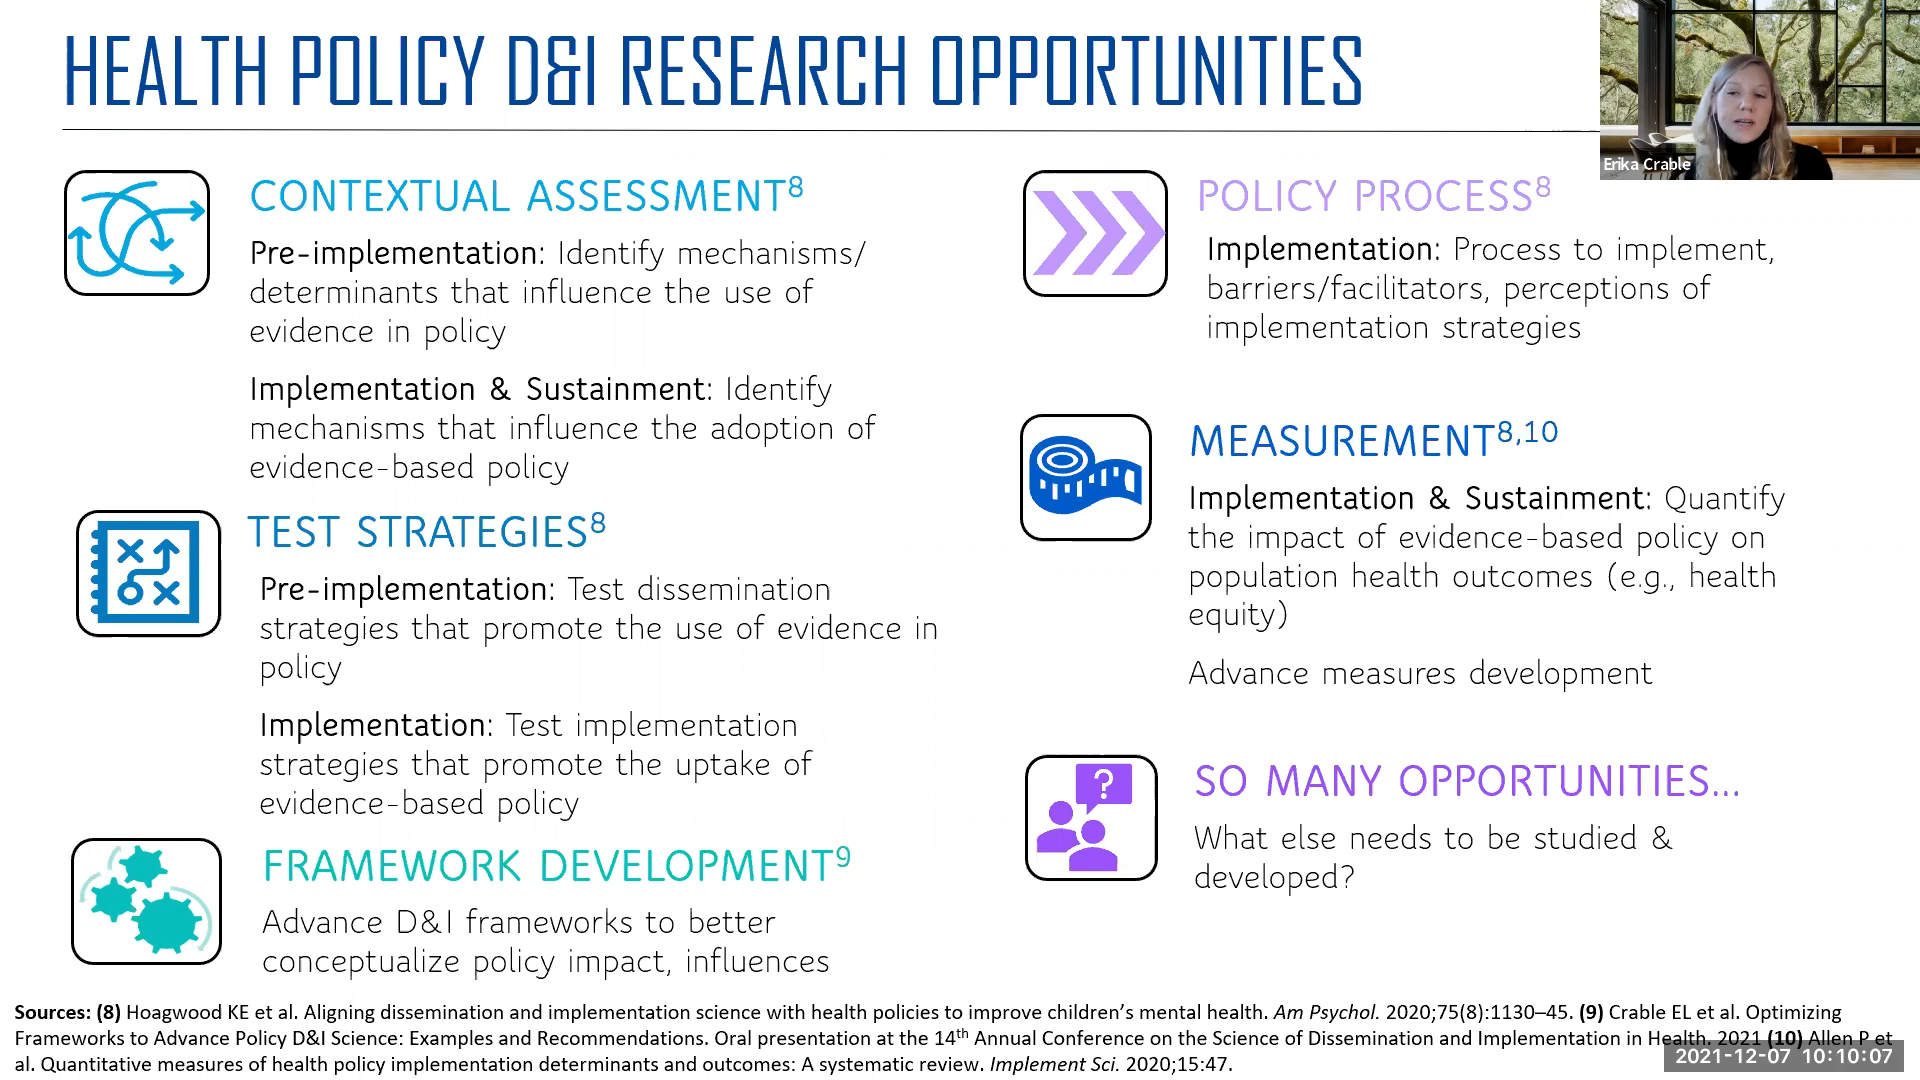 HEALTH POLICY D&I RESEARCH OPPORTUNITIES
Erika Crable
CONTEXTUAL ASSESSMENT8
Pre-implementation: Identify mechanisms/
determinants that influence the use of
evidence in policy
Implementation & Sustainment: Identify
mechanisms that influence the adoption of
evidence-based policy
TEST STRATEGIES8
Pre-implementation: Test dissemination
strategies that promote the use of evidence in
policy
Implementation: Test implementation
strategies that promote the uptake of
evidence-based policy
FRAMEWORK DEVELOPMENT9
Advance D&I frameworks to better
conceptualize policy impact, influences
POLICY PROCESS8
Implementation: Process to implement,
barriers/facilitators, perceptions of
implementation strategies
MEASUREMENT8,10
Implementation & Sustainment: Quantify
the impact of evidence-based policy on
population health outcomes (e.g., health
equity)
Advance measures development
?
SO MANY OPPORTUNITIES...
What else needs to be studied &
developed?
Sources: (8) Hoagwood KE et al. Aligning dissemination and implementation science with health policies to improve children's mental health. Am Psychol. 2020;75(8):1130–45. (9) Crable EL et al. Optimizing
Frameworks to Advance Policy D&I Science: Examples and Recommendations. Oral presentation at the 14th Annual Conference on the Science of Dissemination and Implementation in Health. 2021 (10) Allen P et
al. Quantitative measures of health policy implementation determinants and outcomes: A systematic review. Implement Sci. 2020;15:47.
2021-12-07 10:10:07